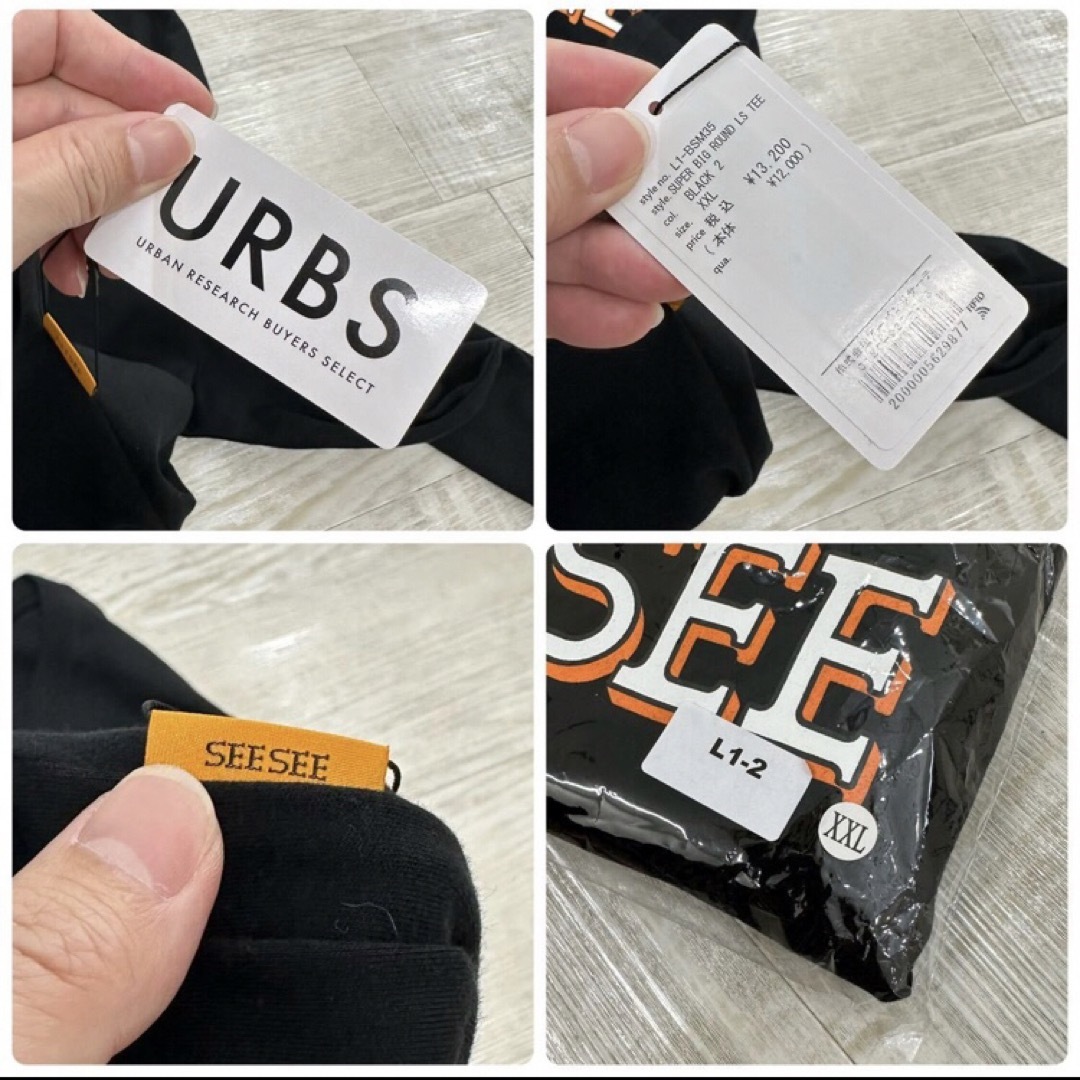 URBS
URBAN RESEARCH BUYERS SELECT
style no. L1-BSM35
style. SUPER BIG ROUND LS TEE
col. BLACK 2
size. XXL
price 税込 ¥13,200
(本体 ¥12,000)
qua.
RFID
2000005629877
SEESEE
SEE
L1-2
XXL